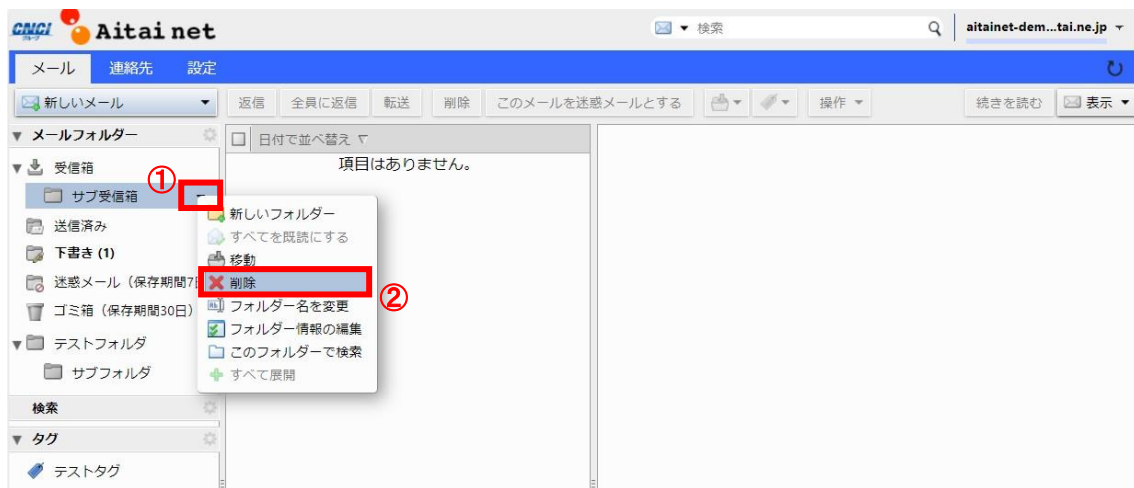 CNCI グループ Aitai net
検索
aitainet-dem...tai.ne.jp
メール 連絡先 設定
新しいメール
返信 全員に返信 転送 削除 このメールを迷惑メールとする 操作 続きを読む 表示
メールフォルダー
日付で並べ替え
項目はありません。
受信箱
①
サブ受信箱
送信済み
下書き (1)
迷惑メール（保存期間7日
ゴミ箱（保存期間30日）
テストフォルダ
サブフォルダ
検索
タグ
テストタグ
新しいフォルダー
すべてを既読にする
移動
削除
②
フォルダー名を変更
フォルダー情報の編集
このフォルダーで検索
すべて展開